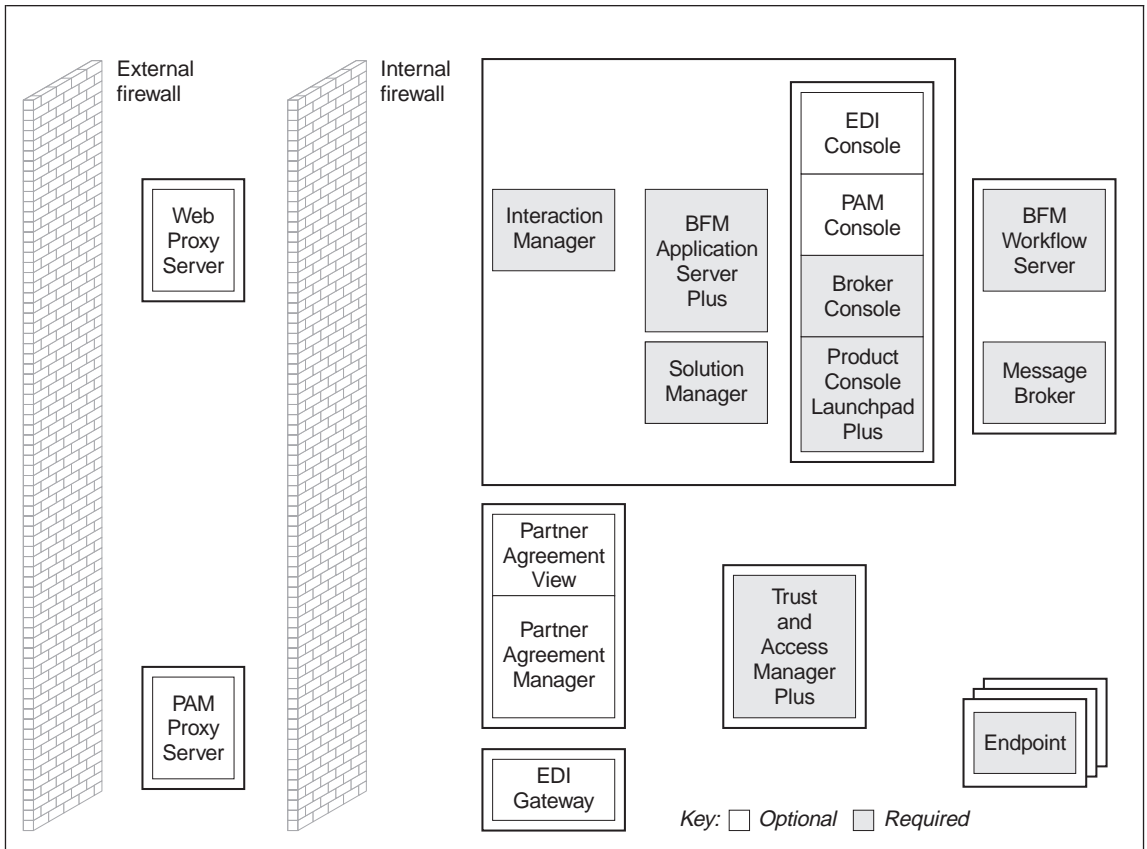 External
firewall
Internal
firewall
Web
Proxy
Server
PAM
Proxy
Server
Interaction
Manager
BFM
Application
Server
Plus
Solution
Manager
EDI
Console
PAM
Console
Broker
Console
Product
Console
Launchpad
Plus
BFM
Workflow
Server
Message
Broker
Partner
Agreement
View
Partner
Agreement
Manager
EDI
Gateway
Trust
and
Access
Manager
Plus
Endpoint
Key: Optional Required